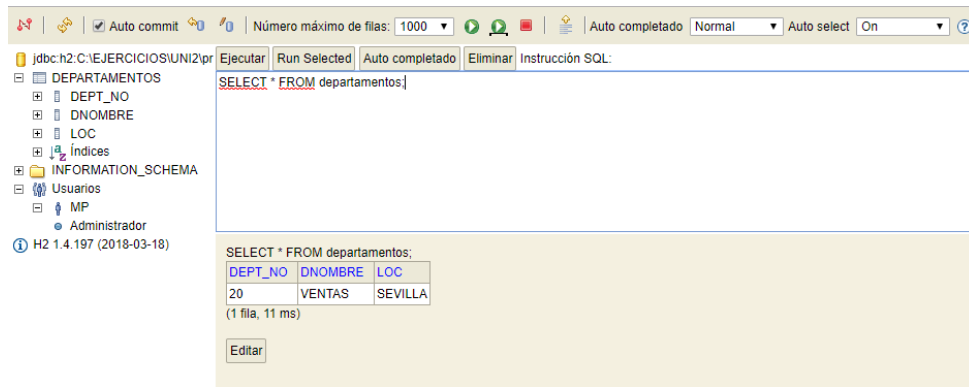 Auto commit Número máximo de filas: 1000 Auto completado Normal Auto select On ?
jdbc:h2:C:\EJERCICIOS\UNI2\pr Ejecutar Run Selected Auto completado Eliminar Instrucción SQL:
DEPARTAMENTOS
DEPT_NO
DNOMBRE
LOC
Índices
INFORMATION_SCHEMA
Usuarios
MP
Administrador
H2 1.4.197 (2018-03-18)
SELECT * FROM departamentos;
SELECT * FROM departamentos;
DEPT_NO DNOMBRE LOC
20 VENTAS SEVILLA
(1 fila, 11 ms)
Editar